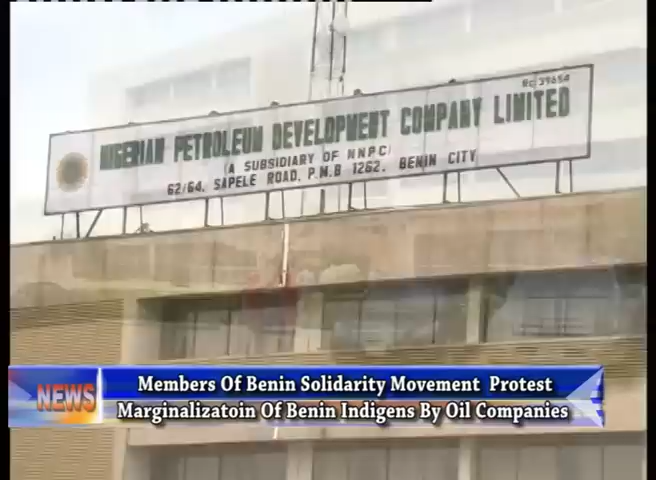 RC 39654
NIGERIAN PETROLEUM DEVELOPMENT COMPANY LIMITED
(A SUBSIDIARY OF NNPC)
62/64, SAPELE ROAD, P.M.B 1262, BENIN CITY
NEWS
Members Of Benin Solidarity Movement Protest
Marginalizatoin Of Benin Indigens By Oil Companies